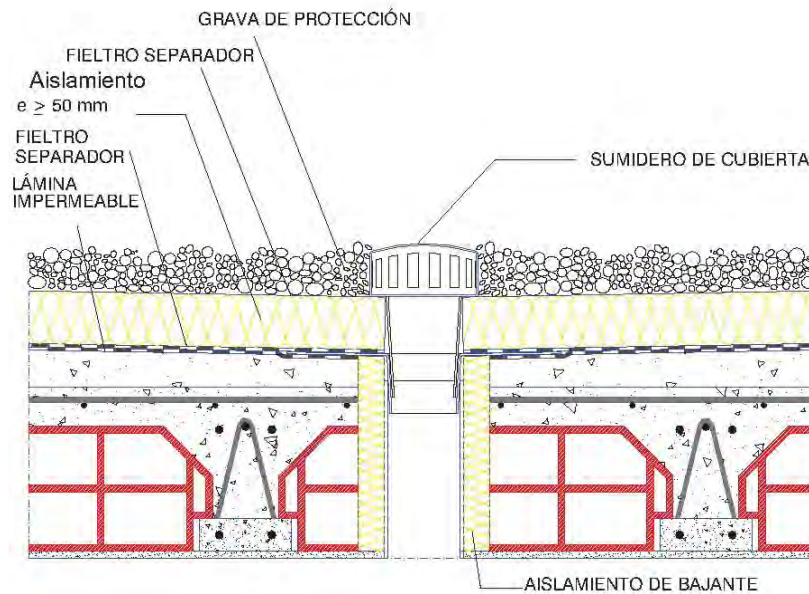 GRAVA DE PROTECCIÓN
FIELTRO SEPARADOR
Aislamiento
e ≥ 50 mm
FIELTRO
SEPARADOR
LÁMINA
IMPERMEABLE
SUMIDERO DE CUBIERTA
AISLAMIENTO DE BAJANTE